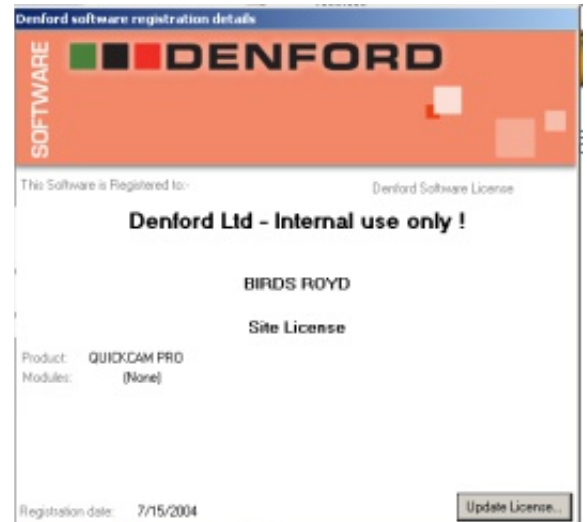 Denford software registration details
SOFTWARE
DENFORD
This Software is Registered to:-
Denford Software License
Denford Ltd - Internal use only !
BIRDS ROYD
Site License
Product: QUICKCAM PRO
Modules: (None)
Registration date: 7/15/2004
Update License...